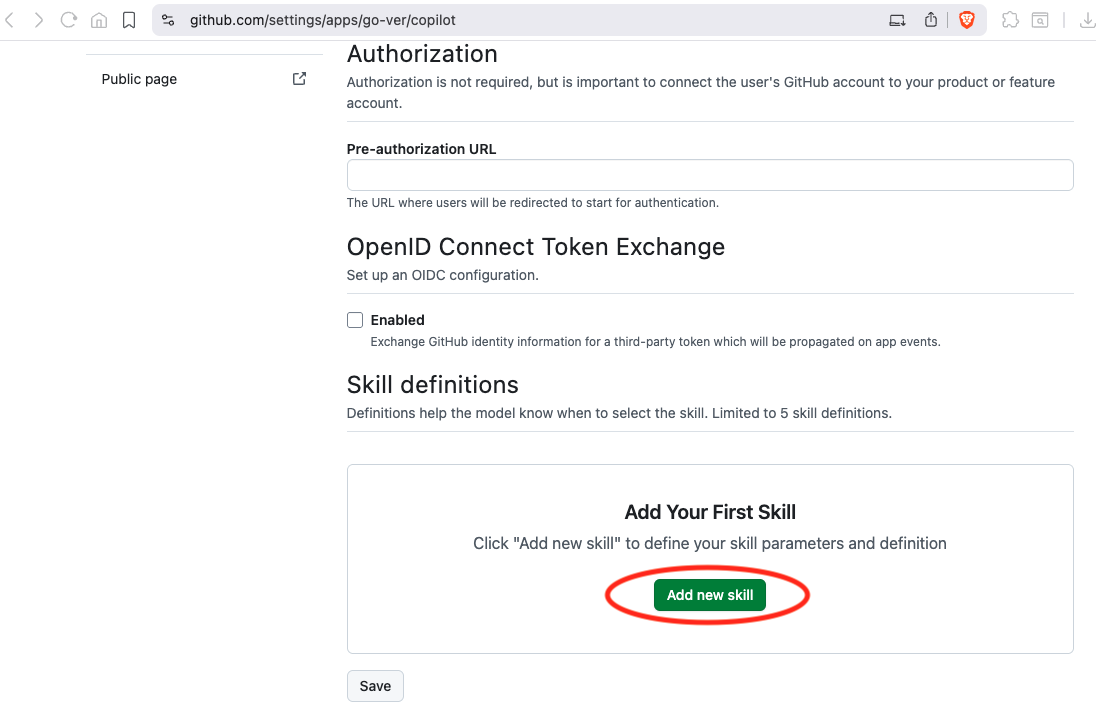 github.com/settings/apps/go-ver/copilot
Public page
Authorization
Authorization is not required, but is important to connect the user's GitHub account to your product or feature
account.
Pre-authorization URL
The URL where users will be redirected to start for authentication.
OpenID Connect Token Exchange
Set up an OIDC configuration.
Enabled
Exchange GitHub identity information for a third-party token which will be propagated on app events.
Skill definitions
Definitions help the model know when to select the skill. Limited to 5 skill definitions.
Add Your First Skill
Click "Add new skill" to define your skill parameters and definition
Add new skill
Save